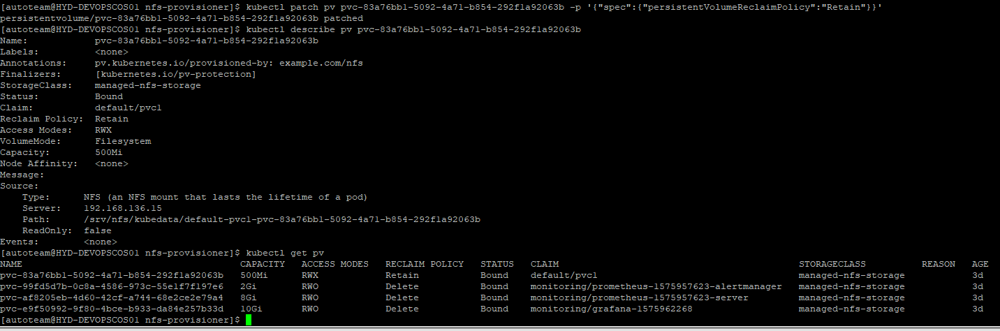 [autoteam@HYD-DEVOPSCOS01 nfs-provisioner]$ kubectl patch pv pvc-83a76bb1-5092-4a71-b854-292f1a92063b -p '{"spec":{"persistentVolumeReclaimPolicy":"Retain"}}'
persistentvolume/pvc-83a76bb1-5092-4a71-b854-292f1a92063b patched
[autoteam@HYD-DEVOPSCOS01 nfs-provisioner]$ kubectl describe pv pvc-83a76bb1-5092-4a71-b854-292f1a92063b
Name:            pvc-83a76bb1-5092-4a71-b854-292f1a92063b
Labels:          <none>
Annotations:     pv.kubernetes.io/provisioned-by: example.com/nfs
Finalizers:      [kubernetes.io/pv-protection]
StorageClass:    managed-nfs-storage
Status:          Bound
Claim:           default/pvc1
Reclaim Policy:  Retain
Access Modes:    RWX
VolumeMode:      Filesystem
Capacity:        500Mi
Node Affinity:   <none>
Message:
Source:
    Type:      NFS (an NFS mount that lasts the lifetime of a pod)
    Server:    192.168.136.15
    Path:      /srv/nfs/kubedata/default-pvc1-pvc-83a76bb1-5092-4a71-b854-292f1a92063b
    ReadOnly:  false
Events:        <none>
[autoteam@HYD-DEVOPSCOS01 nfs-provisioner]$ kubectl get pv
NAME                                       CAPACITY   ACCESS MODES   RECLAIM POLICY   STATUS   CLAIM                                           STORAGECLASS          REASON   AGE
pvc-83a76bb1-5092-4a71-b854-292f1a92063b   500Mi      RWX            Retain           Bound    default/pvc1                                    managed-nfs-storage            3d
pvc-99fd5d7b-0c8a-4586-973c-55e1f7f197e6   2Gi        RWO            Delete           Bound    monitoring/prometheus-1575957623-alertmanager   managed-nfs-storage            3d
pvc-af8205eb-4d60-42cf-a744-68e2ce2e79a4   8Gi        RWO            Delete           Bound    monitoring/prometheus-1575957623-server         managed-nfs-storage            3d
pvc-e9f50992-9f80-4bce-b933-da84e257b33d   10Gi       RWO            Delete           Bound    monitoring/grafana-1575962268                   managed-nfs-storage            3d
[autoteam@HYD-DEVOPSCOS01 nfs-provisioner]$